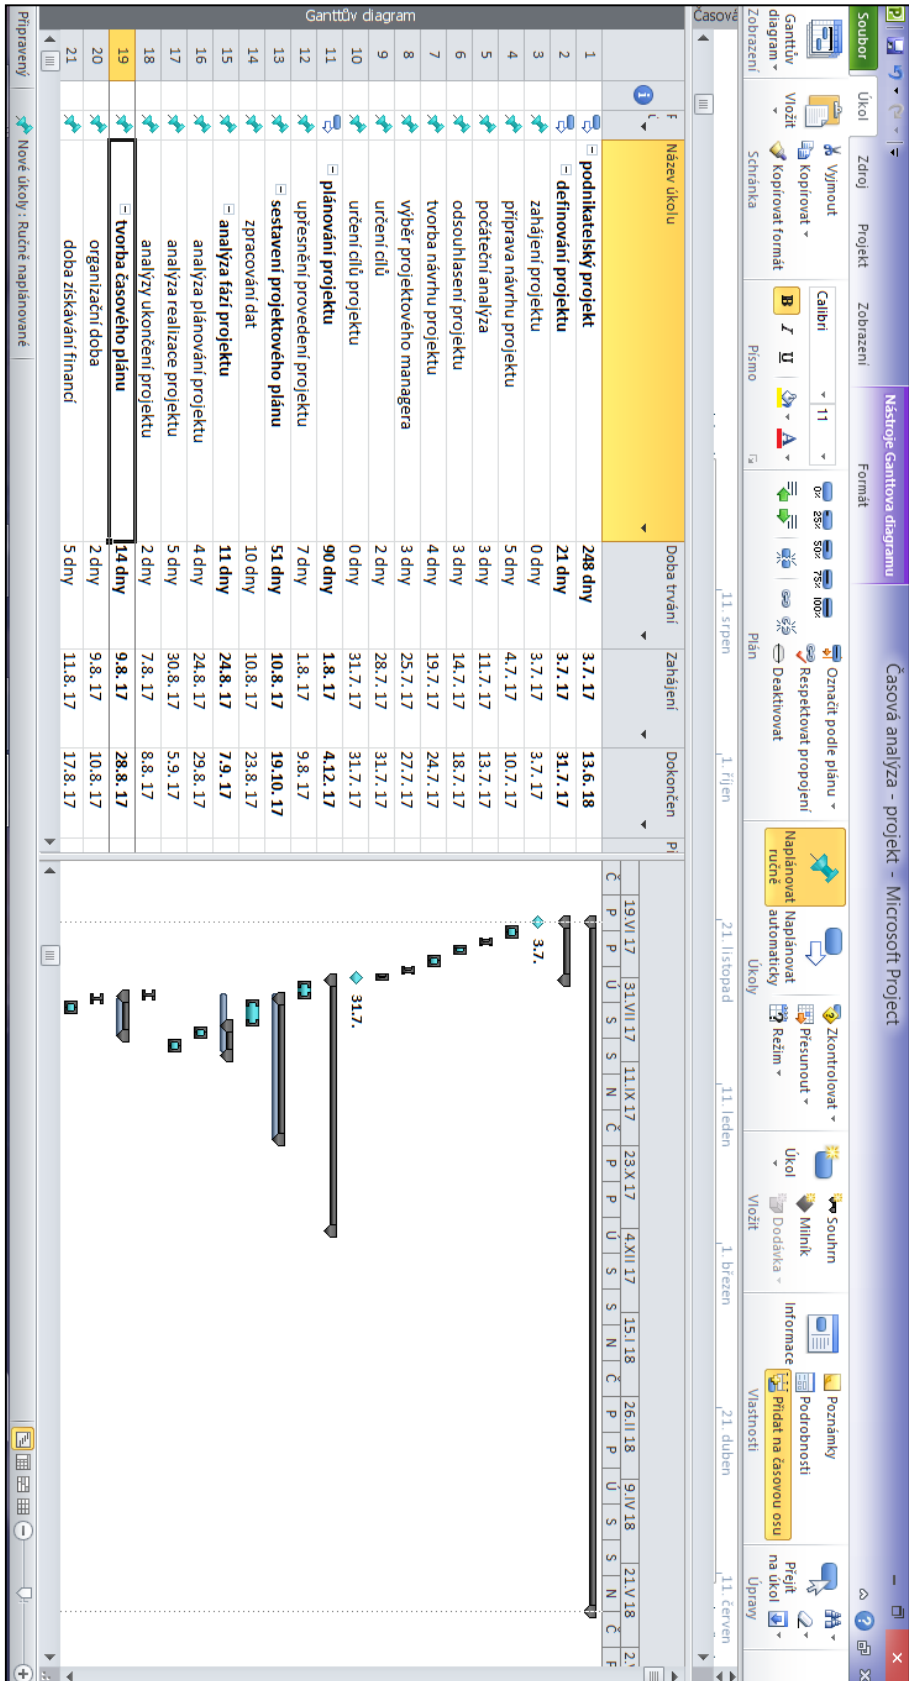 Časová analýza - projekt - Microsoft Project
Nástroje Ganttova diagramu
Soubor Úkol Zdroj Projekt Zobrazení Formát
Ganttův diagram
Zobrazení
Vložit
Vyjmout
Kopírovat
Kopírovat formát
Schránka
Calibri 11
B I U A
Písmo
0% 25% 50% 75% 100%
Označit podle plánu
Respektovat propojení
Deaktivovat
Plán
Naplánovat ručně
Naplánovat automaticky
Zkontrolovat
Přesunout
Režim
Úkoly
Úkol
Souhrn
Milník
Dodávka
Vložit
Informace
Poznámky
Podrobnosti
Přidat na časovou osu
Vlastnosti
Přejít na úkol
Úpravy
Časová
11. srpen 1. říjen 21. listopad 11. leden 1. březen 21. duben 11. červen
Ganttův diagram
Název úkolu Doba trvání Zahájení Dokončen
19.VI 17 31.VII 17 11.IX 17 23.X 17 4.XII 17 15.I 18 26.II 18 9.IV 18 21.V 18
Č P P Ú S S N Č P P Ú S S N Č P P Ú S S N Č
1 podnikatelský projekt 248 dny 3.7. 17 13.6. 18
2 definování projektu 21 dny 3.7. 17 31.7. 17
3 zahájení projektu 0 dny 3.7. 17 3.7. 17 3.7.
4 příprava návrhu projektu 5 dny 4.7. 17 10.7. 17
5 počáteční analýza 3 dny 11.7. 17 13.7. 17
6 odsouhlasení projektu 3 dny 14.7. 17 18.7. 17
7 tvorba návrhu projektu 4 dny 19.7. 17 24.7. 17
8 výběr projektového managera 3 dny 25.7. 17 27.7. 17
9 určení cílů 2 dny 28.7. 17 31.7. 17
10 určení cílů projektu 0 dny 31.7. 17 31.7. 17 31.7.
11 plánování projektu 90 dny 1.8. 17 4.12. 17
12 upřesnění provedení projektu 7 dny 1.8. 17 9.8. 17
13 sestavení projektového plánu 51 dny 10.8. 17 19.10. 17
14 zpracování dat 10 dny 10.8. 17 23.8. 17
15 analýza fází projektu 11 dny 24.8. 17 7.9. 17
16 analýza plánování projektu 4 dny 24.8. 17 29.8. 17
17 analýza realizace projektu 5 dny 30.8. 17 5.9. 17
18 analýzy ukončení projektu 2 dny 7.8. 17 8.8. 17
19 tvorba časového plánu 14 dny 9.8. 17 28.8. 17
20 organizační doba 2 dny 9.8. 17 10.8. 17
21 doba získávání financí 5 dny 11.8. 17 17.8. 17
Připravený Nové úkoly : Ručně naplánované